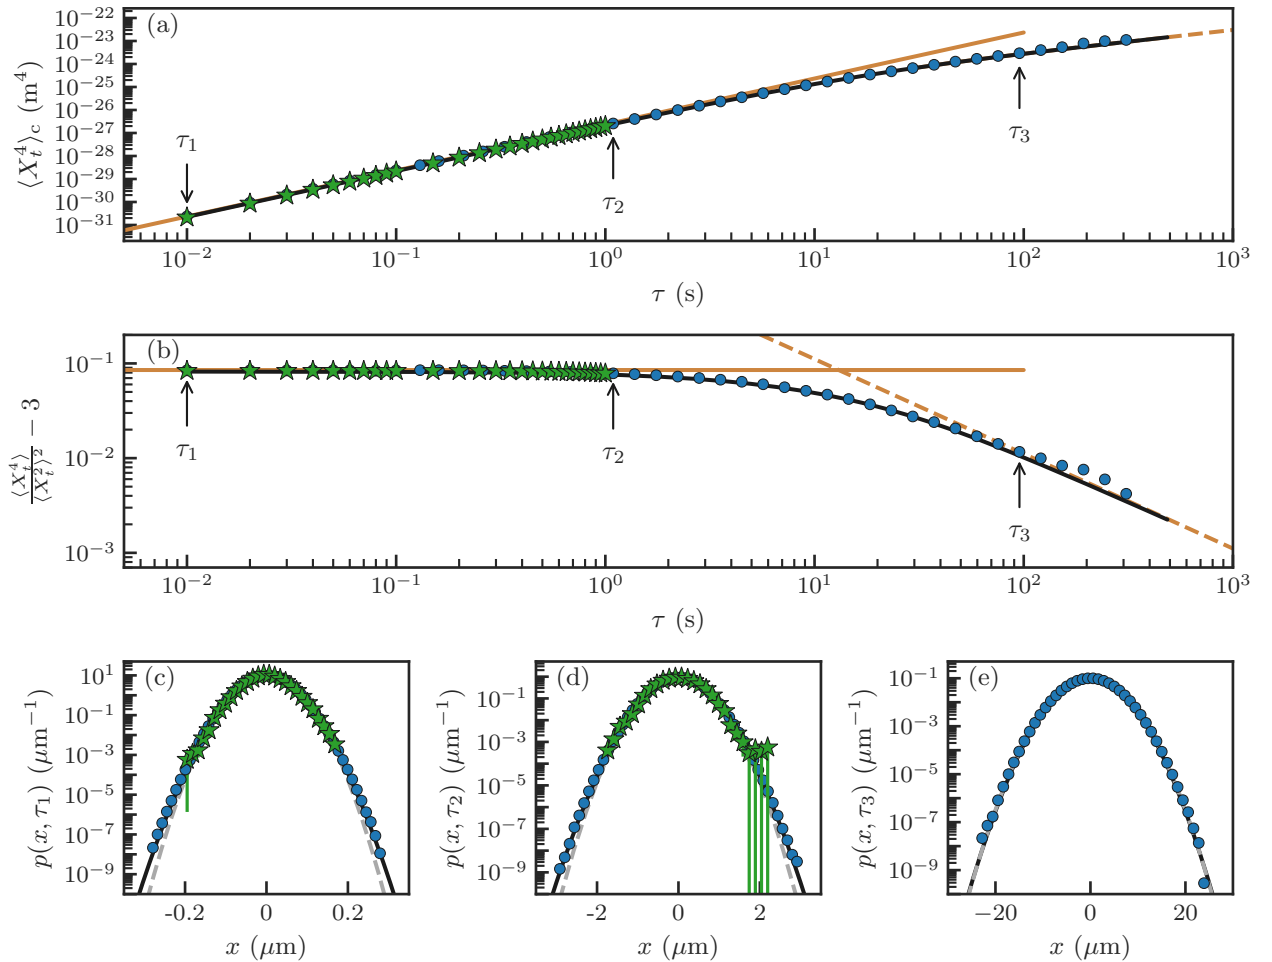 (a)
⟨X_t^4⟩_c (m^4)
10^−22
10^−23
10^−24
10^−25
10^−26
10^−27
10^−28
10^−29
10^−30
10^−31
τ_1
τ_2
τ_3
10^−2 10^−1 10^0 10^1 10^2 10^3
τ (s)
(b)
⟨X_t^4⟩/⟨X_t^2⟩^2 − 3
10^−1
10^−2
10^−3
τ_1
τ_2
τ_3
10^−2 10^−1 10^0 10^1 10^2 10^3
τ (s)
(c)
p(x, τ_1) (μm^−1)
10^1
10^−1
10^−3
10^−5
10^−7
10^−9
-0.2 0 0.2
x (μm)
(d)
p(x, τ_2) (μm^−1)
10^−1
10^−3
10^−5
10^−7
10^−9
-2 0 2
x (μm)
(e)
p(x, τ_3) (μm^−1)
10^−1
10^−3
10^−5
10^−7
10^−9
−20 0 20
x (μm)